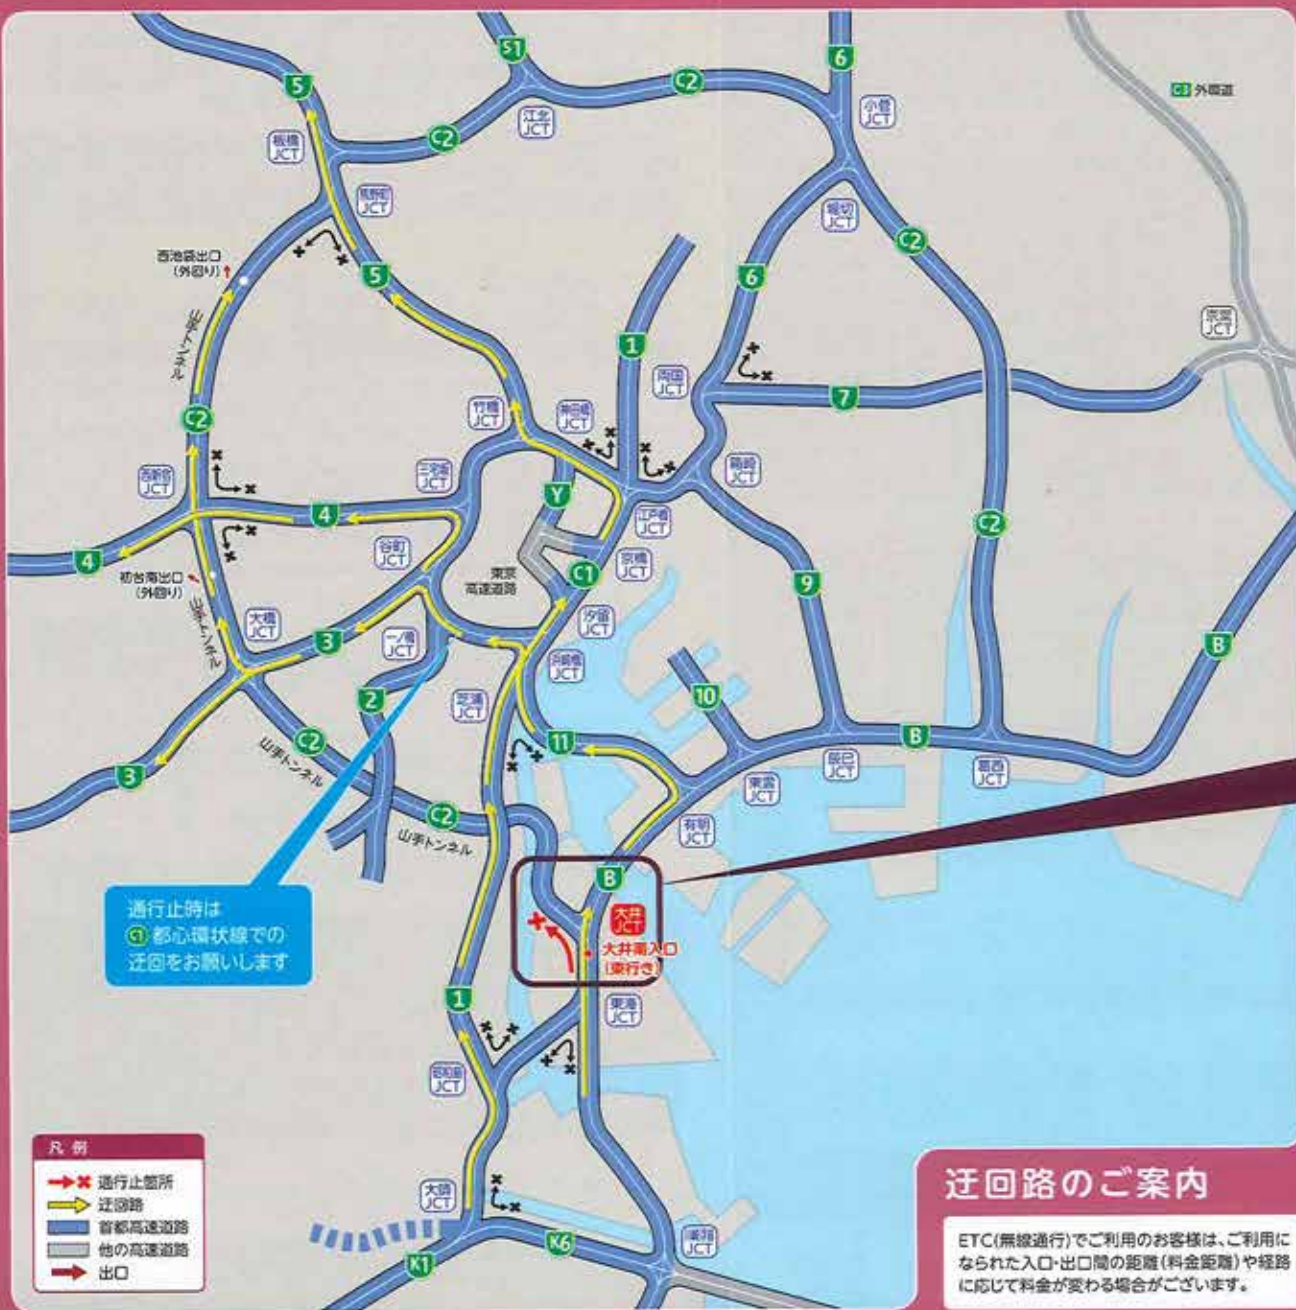 5
S1
C2
6
C3 外環道
江北
JCT
小菅
JCT
C2
板橋
JCT
熊野町
JCT
堀切
JCT
C2
西池袋出口
(外回り)
5
6
京葉
JCT
山手トンネル
1
両国
JCT
7
竹橋
JCT
神田橋
JCT
C2
西新宿
JCT
三宅坂
JCT
箱崎
JCT
Y
4
江戸橋
JCT
C2
谷町
JCT
京橋
JCT
4
東京
高速道路
C1
9
初台南出口
(外回り)
山手トンネル
大橋
JCT
3
一ノ橋
JCT
汐留
JCT
浜崎橋
JCT
B
2
芝浦
JCT
10
C2
山手トンネル
11
B
辰巳
JCT
葛西
JCT
3
東雲
JCT
C2
山手トンネル
有明
JCT
B
通行止時は
C1 都心環状線での
迂回をお願いします
大井
JCT
大井南入口
(東行き)
1
東海
JCT
昭和島
JCT
凡例
通行止箇所
迂回路
首都高速道路
他の高速道路
出口
大師
JCT
K1
K6
川崎浮島
JCT
迂回路のご案内
ETC(無線通行)でご利用のお客様は、ご利用に
なられた入口・出口間の距離(料金距離)や経路
に応じて料金が変わる場合がございます。